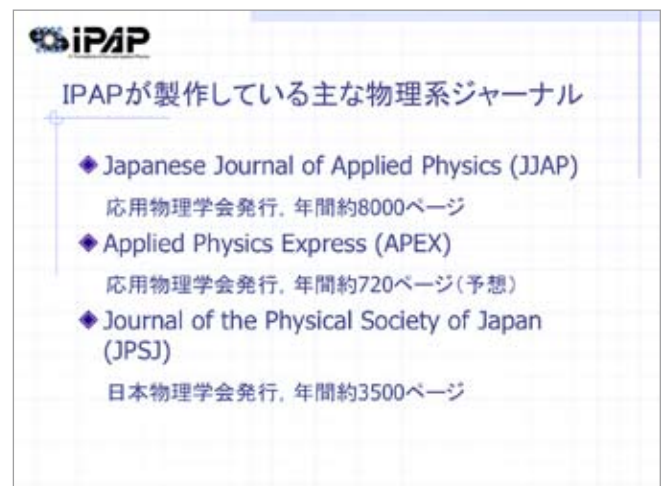 iPAP
IPAPが製作している主な物理系ジャーナル
Japanese Journal of Applied Physics (JJAP)
応用物理学会発行，年間約8000ページ
Applied Physics Express (APEX)
応用物理学会発行，年間約720ページ（予想）
Journal of the Physical Society of Japan
(JPSJ)
日本物理学会発行，年間約3500ページ